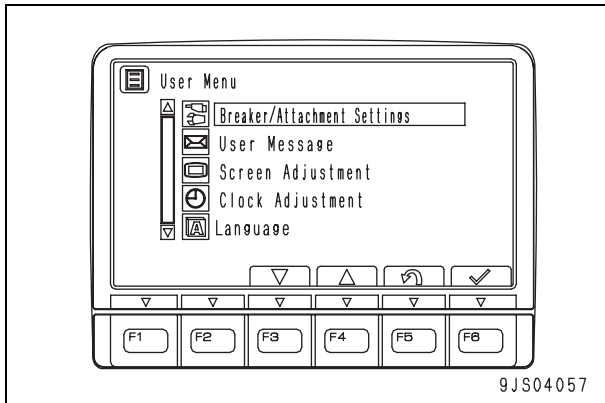 User Menu
Breaker/Attachment Settings
User Message
Screen Adjustment
Clock Adjustment
A Language
F1 F2 F3 F4 F5 F6
9JS04057